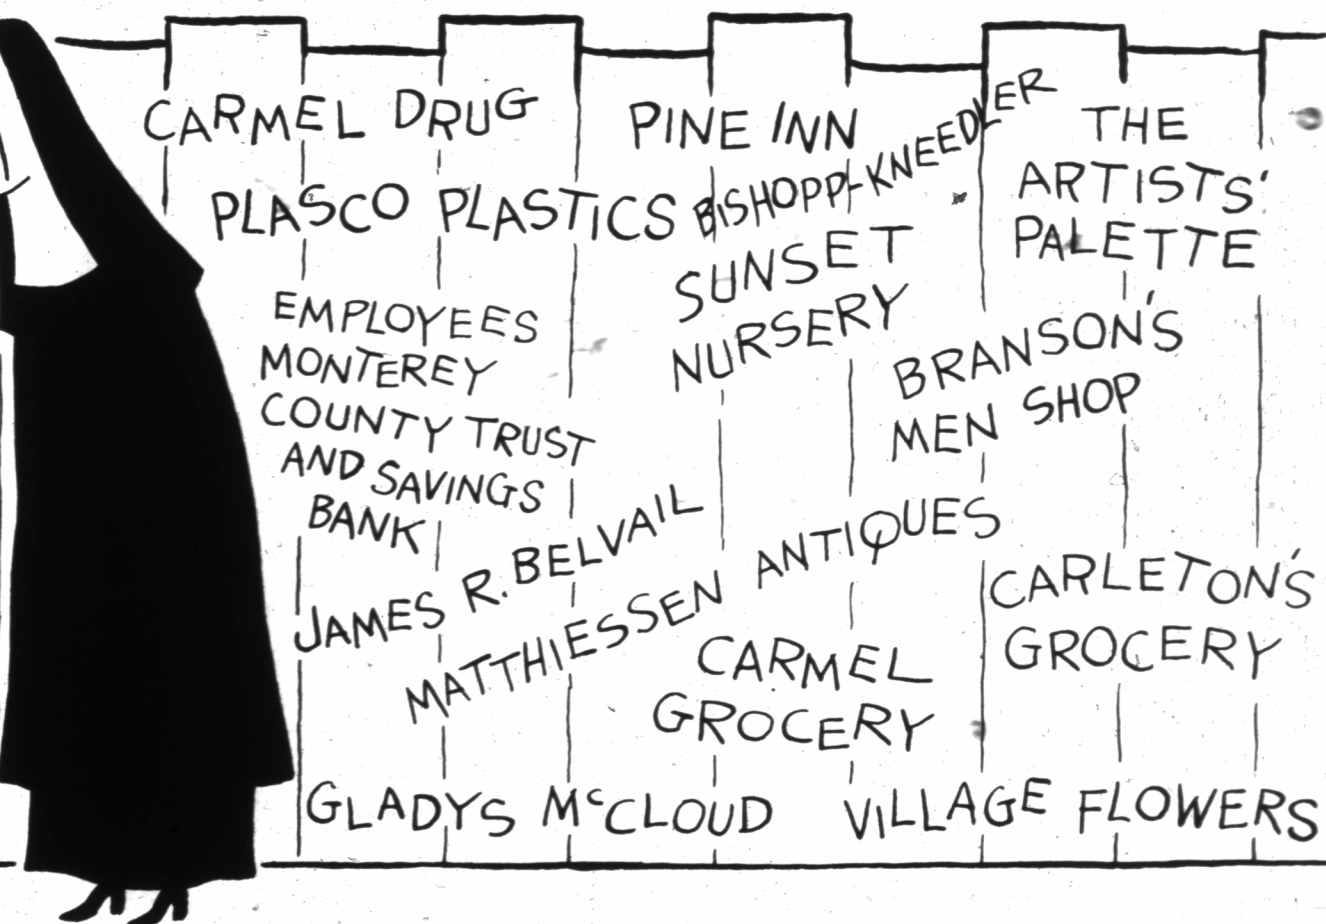 CARMEL DRUG
PINE INN
THE
ARTISTS'
PALETTE
PLASCO PLASTICS
BISHOPP-KNEEDLER
SUNSET
NURSERY
EMPLOYEES
MONTEREY
COUNTY TRUST
AND SAVINGS
BANK
BRANSON'S
MEN SHOP
JAMES R. BELVAIL
MATTHIESSEN ANTIQUES
CARLETON'S
GROCERY
CARMEL
GROCERY
GLADYS McCLOUD
VILLAGE FLOWERS